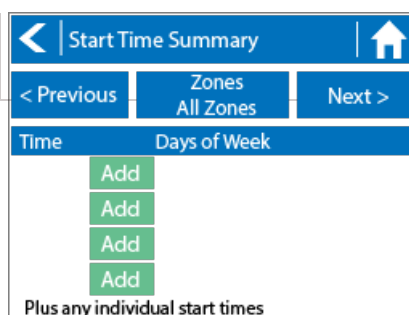 < Start Time Summary
< Previous Zones All Zones Next >
Time Days of Week
Add
Add
Add
Add
Plus any individual start times